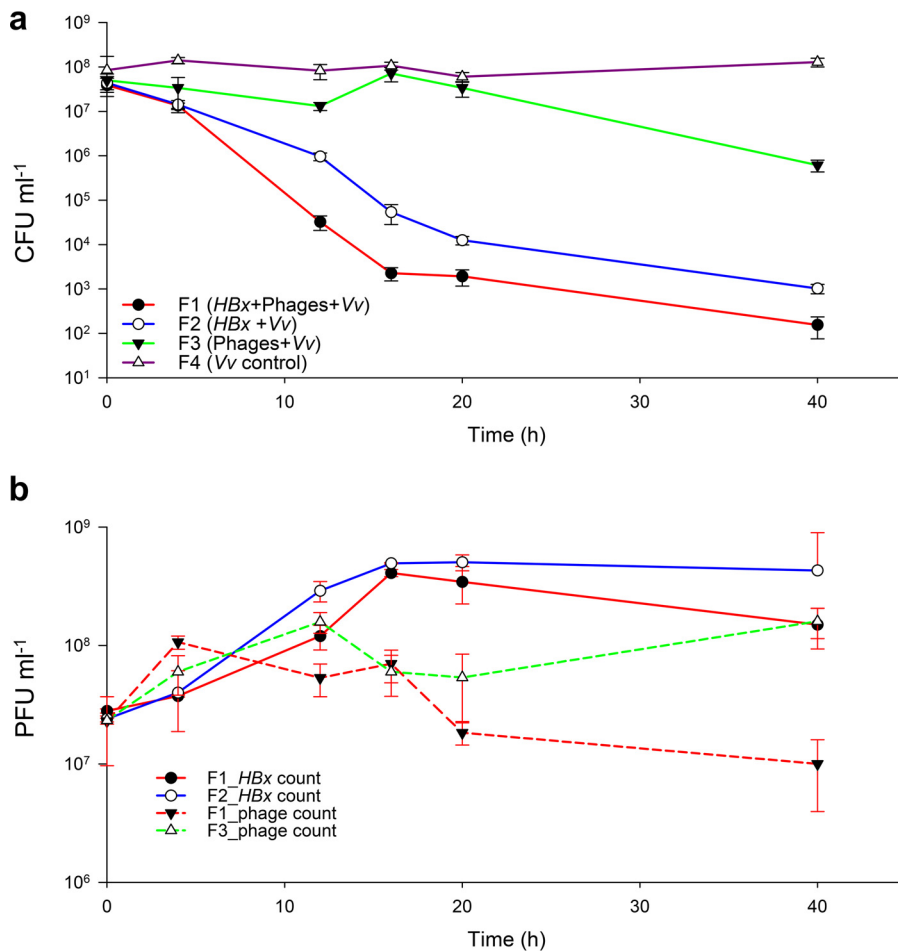 a
10⁹
10⁸
10⁷
10⁶
10⁵
10⁴
10³
10²
10¹
CFU ml⁻¹
F1 (HBx+Phages+Vv)
F2 (HBx +Vv)
F3 (Phages+Vv)
F4 (Vv control)
0 10 20 30 40
Time (h)
b
10⁹
10⁸
10⁷
10⁶
PFU ml⁻¹
F1_HBx count
F2_HBx count
F1_phage count
F3_phage count
0 10 20 30 40
Time (h)